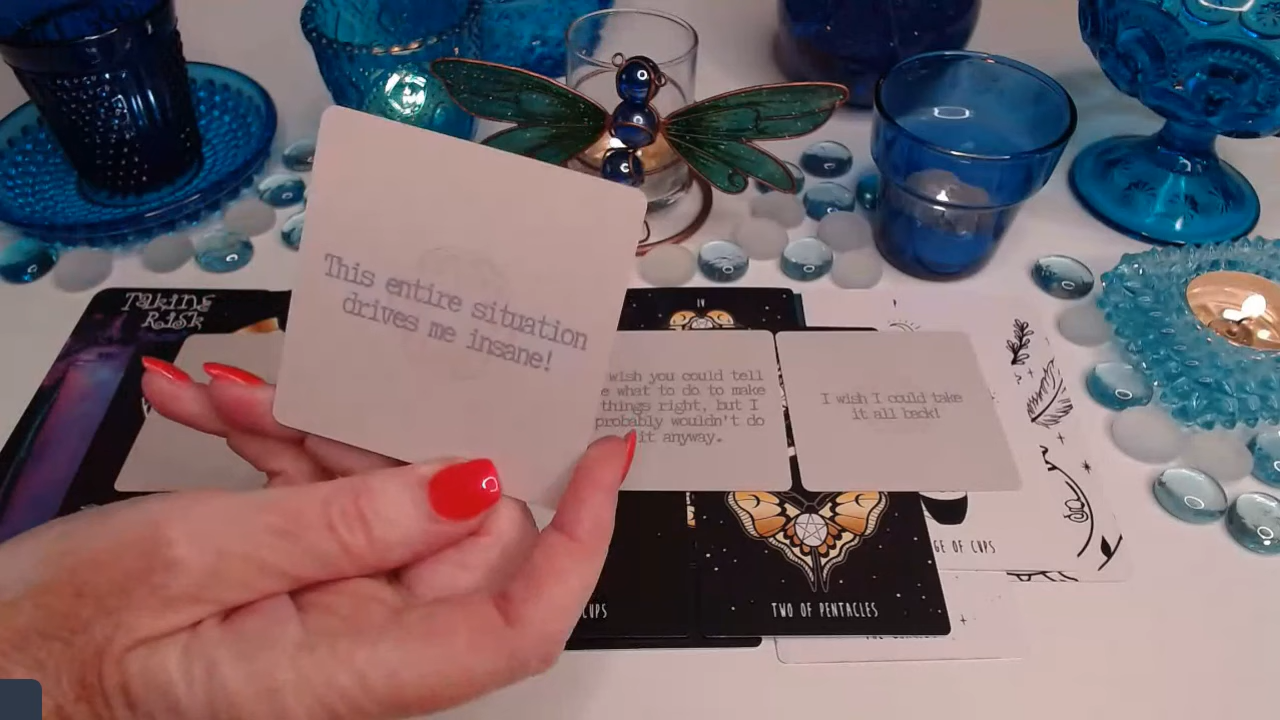 This entire situation
drives me insane!
TAKING
RISK
IV
wish you could tell
e what to do to make
things right, but I
probably wouldn't do
it anyway.
I wish I could take
it all back!
CUPS
TWO OF PENTACLES
GE OF CUPS